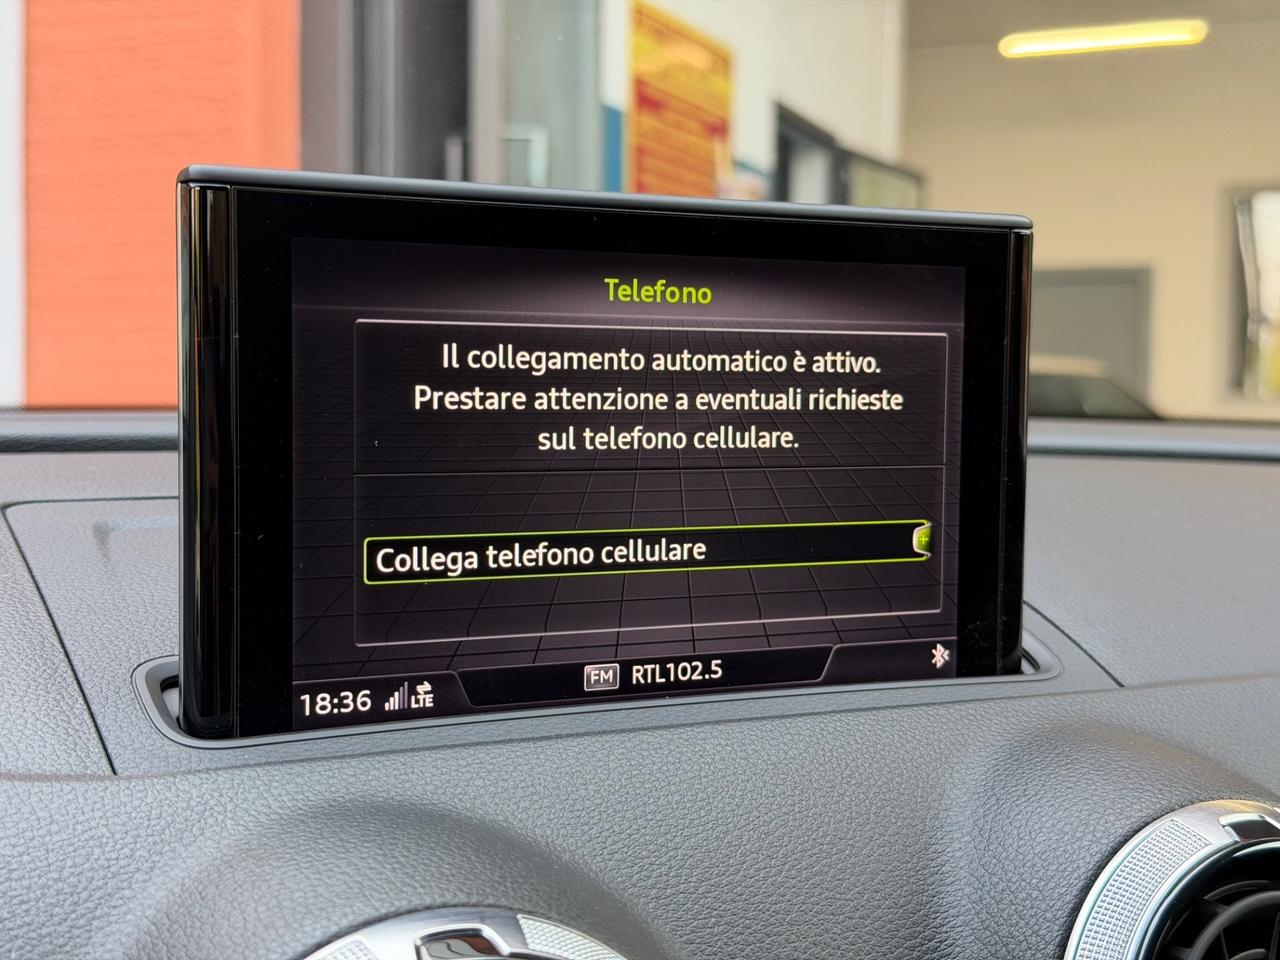 Telefono
Il collegamento automatico è attivo.
Prestare attenzione a eventuali richieste
sul telefono cellulare.
Collega telefono cellulare
18:36 LTE
FM RTL102.5